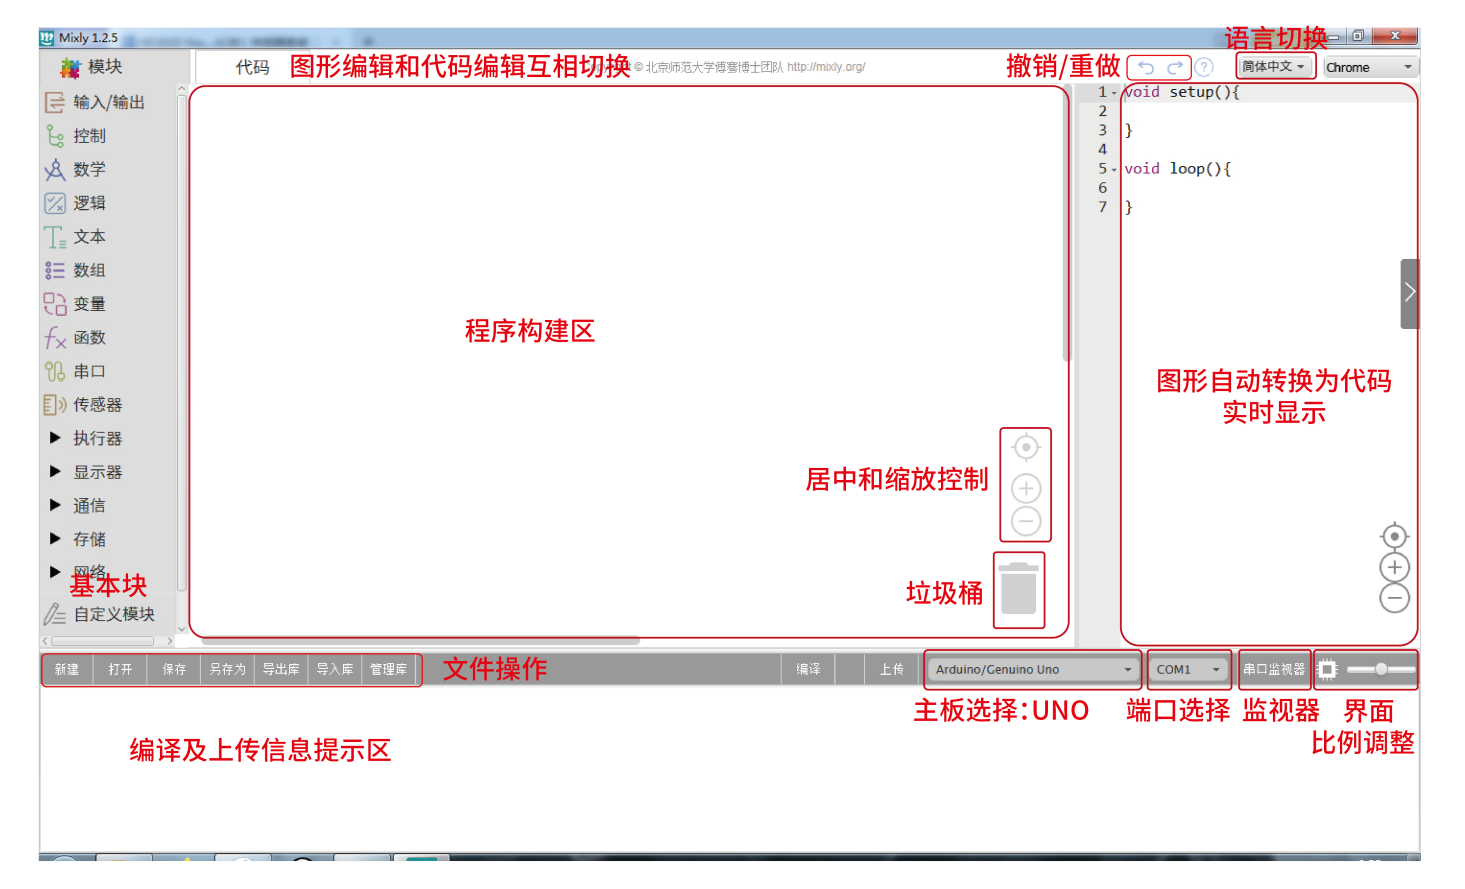 Mixly 1.2.5
语言切换
模块
代码
图形编辑和代码编辑互相切换
© 北京师范大学傅骞博士团队 http://mixly.org/
撤销/重做
简体中文
Chrome
输入/输出
控制
数学
逻辑
文本
数组
变量
函数
串口
传感器
执行器
显示器
通信
存储
网络
基本块
自定义模块
程序构建区
居中和缩放控制
垃圾桶
1 void setup(){
2
3 }
4
5 void loop(){
6
7 }
图形自动转换为代码
实时显示
新建 打开 保存 另存为 导出库 导入库 管理库
文件操作
编译 上传 Arduino/Genuino Uno COM1 串口监视器
主板选择：UNO
端口选择
监视器
界面
比例调整
编译及上传信息提示区